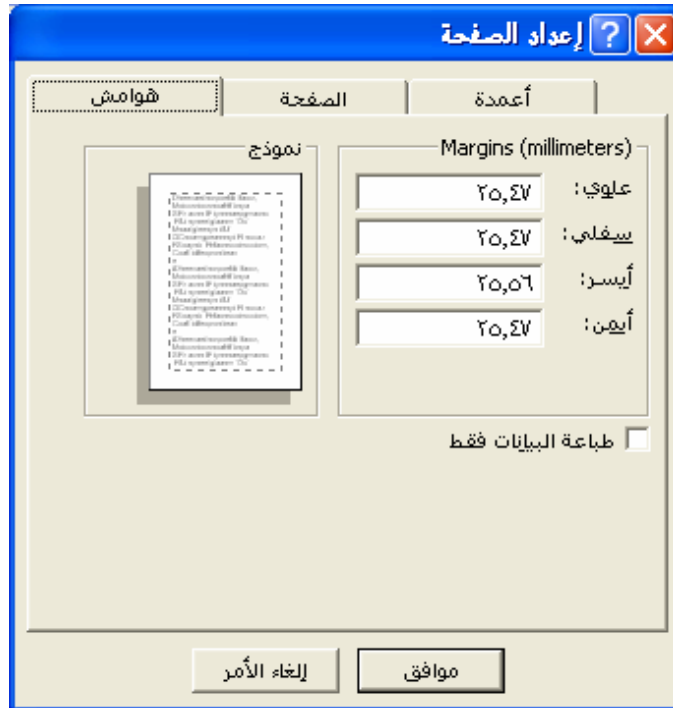 إعداد الصفحة
هوامش
الصفحة
أعمدة
نموذج
Margins (millimeters)
علوي: ٢٥,٤٧
سفلي: ٢٥,٤٧
أيسر: ٢٥,٥٦
أيمن: ٢٥,٤٧
طباعة البيانات فقط
موافق
إلغاء الأمر